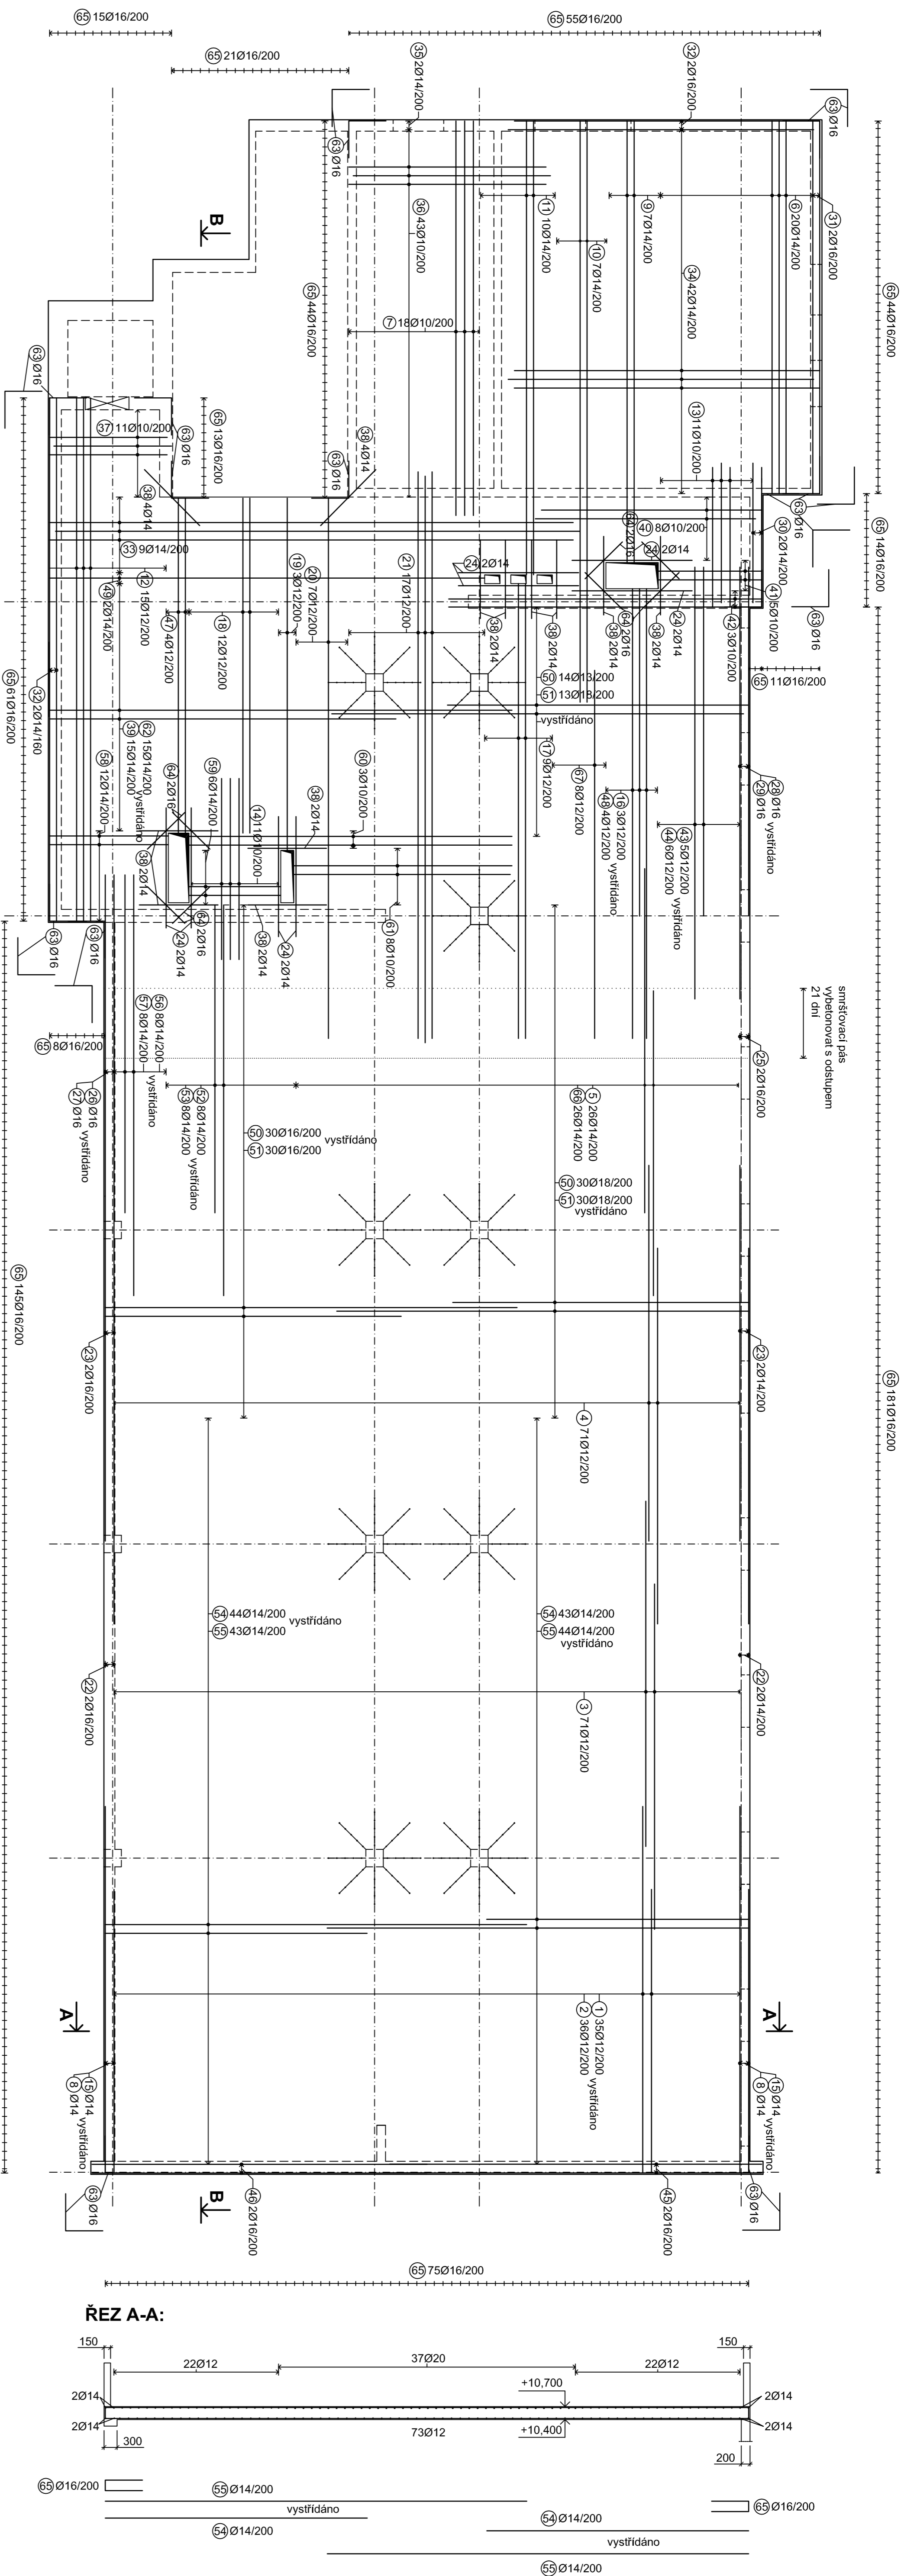 65 15Ø16/200
65 55Ø16/200
65 21Ø16/200
35 2Ø14/200
32 2Ø16/200
63 Ø16
63 Ø16
31 2Ø16/200
65 44Ø16/200
B
36 43Ø10/200
11 10Ø14/200
9 7Ø14/200
6 20Ø14/200
10 7Ø14/200
34 42Ø14/200
65 44Ø16/200
7 18Ø10/200
63 Ø16
37 11Ø10/200
63 Ø16
65 13Ø16/200
38 4Ø14
13 11Ø10/200
63 Ø16
38 4Ø14
63 Ø16
30 2Ø14/200
65 14Ø16/200
33 9Ø14/200
64 2Ø16
40 8Ø10/200
24 2Ø14
24 2Ø14
49 2Ø14/200
12 15Ø12/200
47 4Ø12/200
18 12Ø12/200
19 3Ø12/200
20 7Ø12/200
21 17Ø12/200
38 2Ø14
38 2Ø14
38 2Ø14
64 2Ø16
38 2Ø14
24 2Ø14
42 3Ø10/200
41 5Ø10/200
63 Ø16
65 61Ø16/200
32 2Ø14/160
50 14Ø13/200
51 13Ø18/200
vystřídáno
65 11Ø16/200
58 12Ø14/200
39 15Ø14/200
62 15Ø14/200
vystřídáno
64 2Ø16
59 6Ø14/200
14 11Ø10/200
38 2Ø14
60 3Ø10/200
17 9Ø12/200
67 8Ø12/200
16 3Ø12/200
48 4Ø12/200
vystřídáno
43 5Ø12/200
44 6Ø12/200
vystřídáno
28 Ø16
29 Ø16
vystřídáno
38 2Ø14
24 2Ø14
64 2Ø16
38 2Ø14
24 2Ø14
61 8Ø10/200
63 Ø16
63 Ø16
smršťovací pás
vybetonovat s odstupem
21 dní
65 8Ø16/200
57 8Ø14/200
56 8Ø14/200
vystřídáno
25 2Ø16/200
27 Ø16
26 Ø16
vystřídáno
53 8Ø14/200
52 8Ø14/200
vystřídáno
66 26Ø14/200
5 26Ø14/200
50 30Ø16/200
51 30Ø16/200
vystřídáno
50 30Ø18/200
51 30Ø18/200
vystřídáno
65 145Ø16/200
23 2Ø16/200
23 2Ø14/200
65 181Ø16/200
4 71Ø12/200
54 44Ø14/200
55 43Ø14/200
vystřídáno
54 43Ø14/200
55 44Ø14/200
vystřídáno
22 2Ø16/200
22 2Ø14/200
3 71Ø12/200
A
A
2 36Ø12/200
1 35Ø12/200
vystřídáno
8 Ø14
15 Ø14
vystřídáno
8 Ø14
15 Ø14
vystřídáno
63 Ø16
B
46 2Ø16/200
45 2Ø16/200
63 Ø16
65 75Ø16/200
ŘEZ A-A:
150
22Ø12
37Ø20
22Ø12
150
+10,700
2Ø14
2Ø14
2Ø14
2Ø14
300
73Ø12
+10,400
200
65 Ø16/200
55 Ø14/200
vystřídáno
54 Ø14/200
54 Ø14/200
65 Ø16/200
vystřídáno
55 Ø14/200